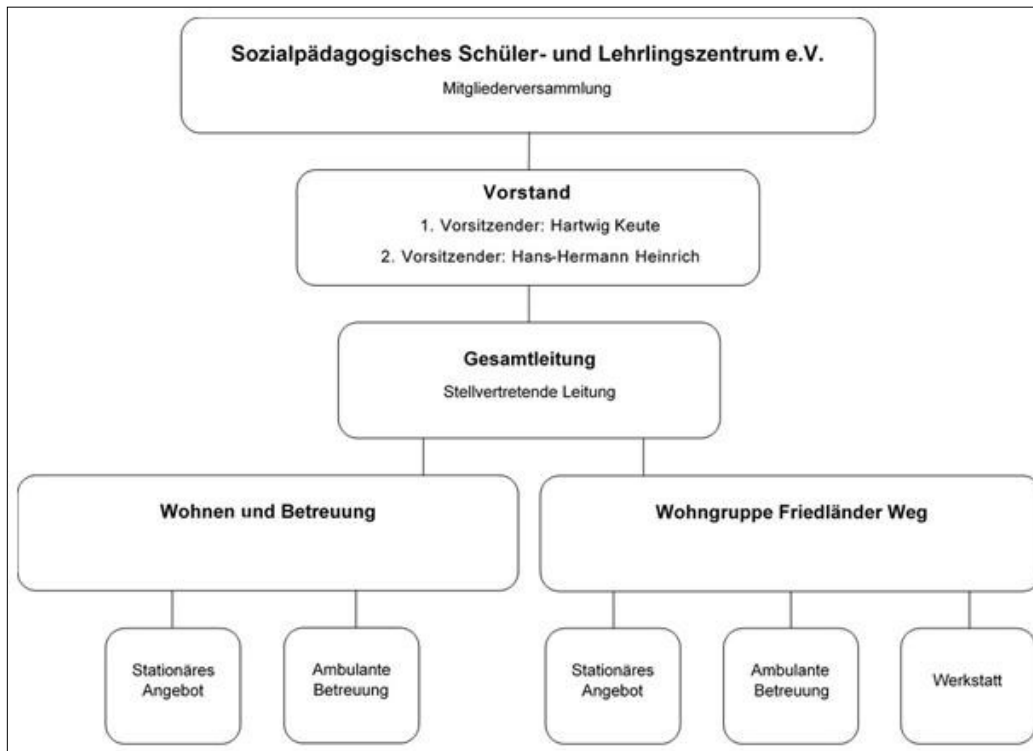 Sozialpädagogisches Schüler- und Lehrlingszentrum e.V.
Mitgliederversammlung
Vorstand
1. Vorsitzender: Hartwig Keute
2. Vorsitzender: Hans-Hermann Heinrich
Gesamtleitung
Stellvertretende Leitung
Wohnen und Betreuung
Wohngruppe Friedländer Weg
Stationäres
Angebot
Ambulante
Betreuung
Stationäres
Angebot
Ambulante
Betreuung
Werkstatt